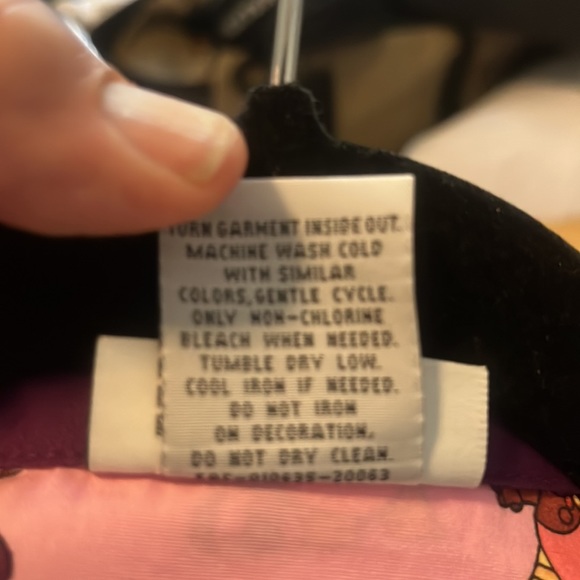 TURN GARMENT INSIDE OUT.
MACHINE WASH COLD
WITH SIMILAR
COLORS, GENTLE CYCLE.
ONLY NON-CHLORINE
BLEACH WHEN NEEDED.
TUMBLE DRY LOW.
COOL IRON IF NEEDED.
DO NOT IRON
ON DECORATION.
DO NOT DRY CLEAN.